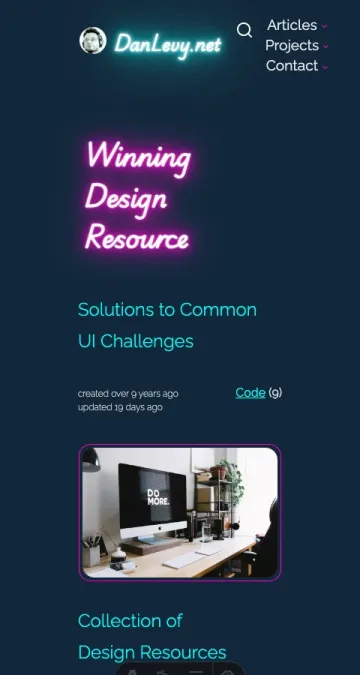 DanLevy.net
Articles
Projects
Contact
Winning
Design
Resource
Solutions to Common
UI Challenges
created over 9 years ago
updated 19 days ago
Code (9)
DO
MORE.
Collection of
Design Resources